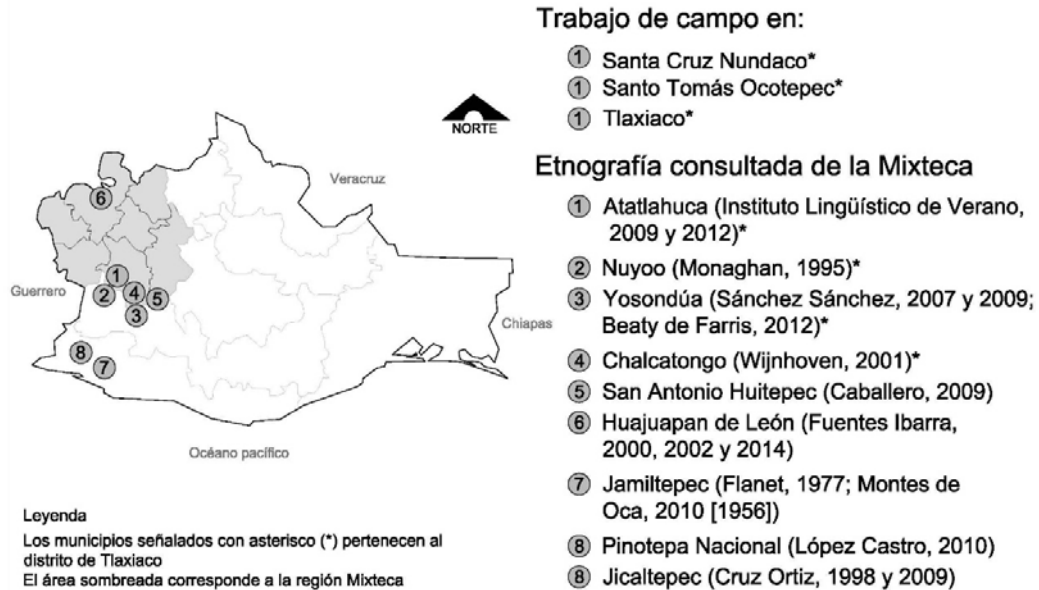 Trabajo de campo en:
1 Santa Cruz Nundaco*
1 Santo Tomás Ocotepec*
1 Tlaxiaco*
Etnografía consultada de la Mixteca
1 Atatlahuca (Instituto Lingüístico de Verano,
2009 y 2012)*
2 Nuyoo (Monaghan, 1995)*
3 Yosondúa (Sánchez Sánchez, 2007 y 2009;
Beaty de Farris, 2012)*
4 Chalcatongo (Wijnhoven, 2001)*
5 San Antonio Huitepec (Caballero, 2009)
6 Huajuapan de León (Fuentes Ibarra,
2000, 2002 y 2014)
7 Jamiltepec (Flanet, 1977; Montes de
Oca, 2010 [1956])
8 Pinotepa Nacional (López Castro, 2010)
8 Jicaltepec (Cruz Ortiz, 1998 y 2009)
NORTE
Veracruz
6
Guerrero
1
2
4
5
3
Chiapas
8
7
Océano pacífico
Leyenda
Los municipios señalados con asterisco (*) pertenecen al
distrito de Tlaxiaco
El área sombreada corresponde a la región Mixteca